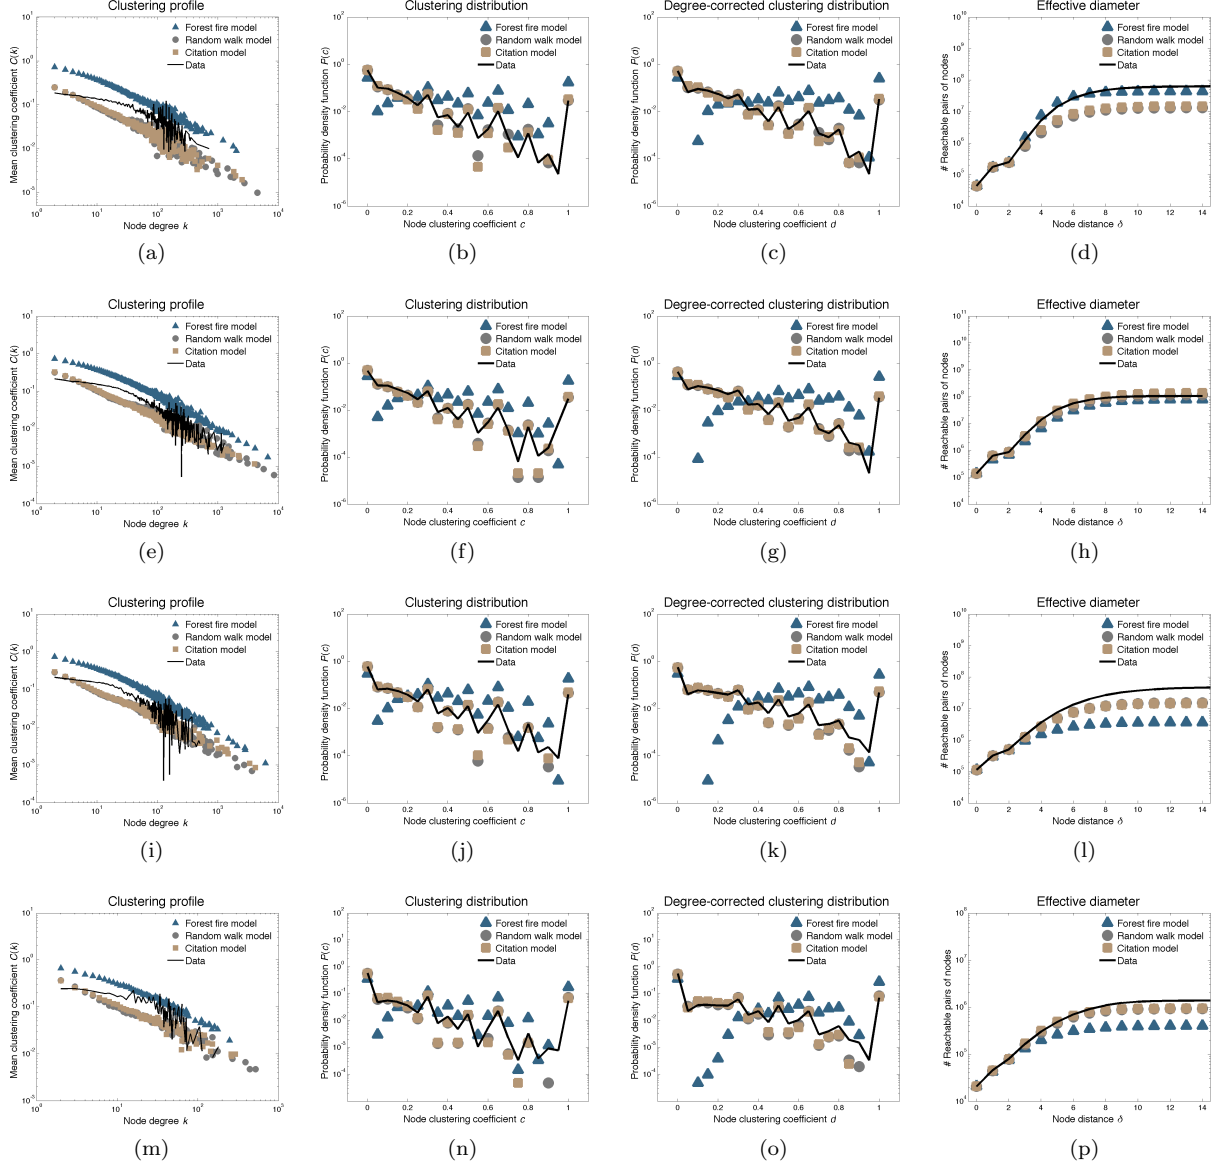 Clustering profile
Mean clustering coefficient C(k)
Forest fire model
Random walk model
Citation model
Data
Node degree k
(a)
Clustering distribution
Probability density function P(c)
Forest fire model
Random walk model
Citation model
Data
Node clustering coefficient c
(b)
Degree-corrected clustering distribution
Probability density function P(d)
Forest fire model
Random walk model
Citation model
Data
Node clustering coefficient d
(c)
Effective diameter
# Reachable pairs of nodes
Forest fire model
Random walk model
Citation model
Data
Node distance δ
(d)
Clustering profile
Mean clustering coefficient C(k)
Forest fire model
Random walk model
Citation model
Data
Node degree k
(e)
Clustering distribution
Probability density function P(c)
Forest fire model
Random walk model
Citation model
Data
Node clustering coefficient c
(f)
Degree-corrected clustering distribution
Probability density function P(d)
Forest fire model
Random walk model
Citation model
Data
Node clustering coefficient d
(g)
Effective diameter
# Reachable pairs of nodes
Forest fire model
Random walk model
Citation model
Data
Node distance δ
(h)
Clustering profile
Mean clustering coefficient C(k)
Forest fire model
Random walk model
Citation model
Data
Node degree k
(i)
Clustering distribution
Probability density function P(c)
Forest fire model
Random walk model
Citation model
Data
Node clustering coefficient c
(j)
Degree-corrected clustering distribution
Probability density function P(d)
Forest fire model
Random walk model
Citation model
Data
Node clustering coefficient d
(k)
Effective diameter
# Reachable pairs of nodes
Forest fire model
Random walk model
Citation model
Data
Node distance δ
(l)
Clustering profile
Mean clustering coefficient C(k)
Forest fire model
Random walk model
Citation model
Data
Node degree k
(m)
Clustering distribution
Probability density function P(c)
Forest fire model
Random walk model
Citation model
Data
Node clustering coefficient c
(n)
Degree-corrected clustering distribution
Probability density function P(d)
Forest fire model
Random walk model
Citation model
Data
Node clustering coefficient d
(o)
Effective diameter
# Reachable pairs of nodes
Forest fire model
Random walk model
Citation model
Data
Node distance δ
(p)